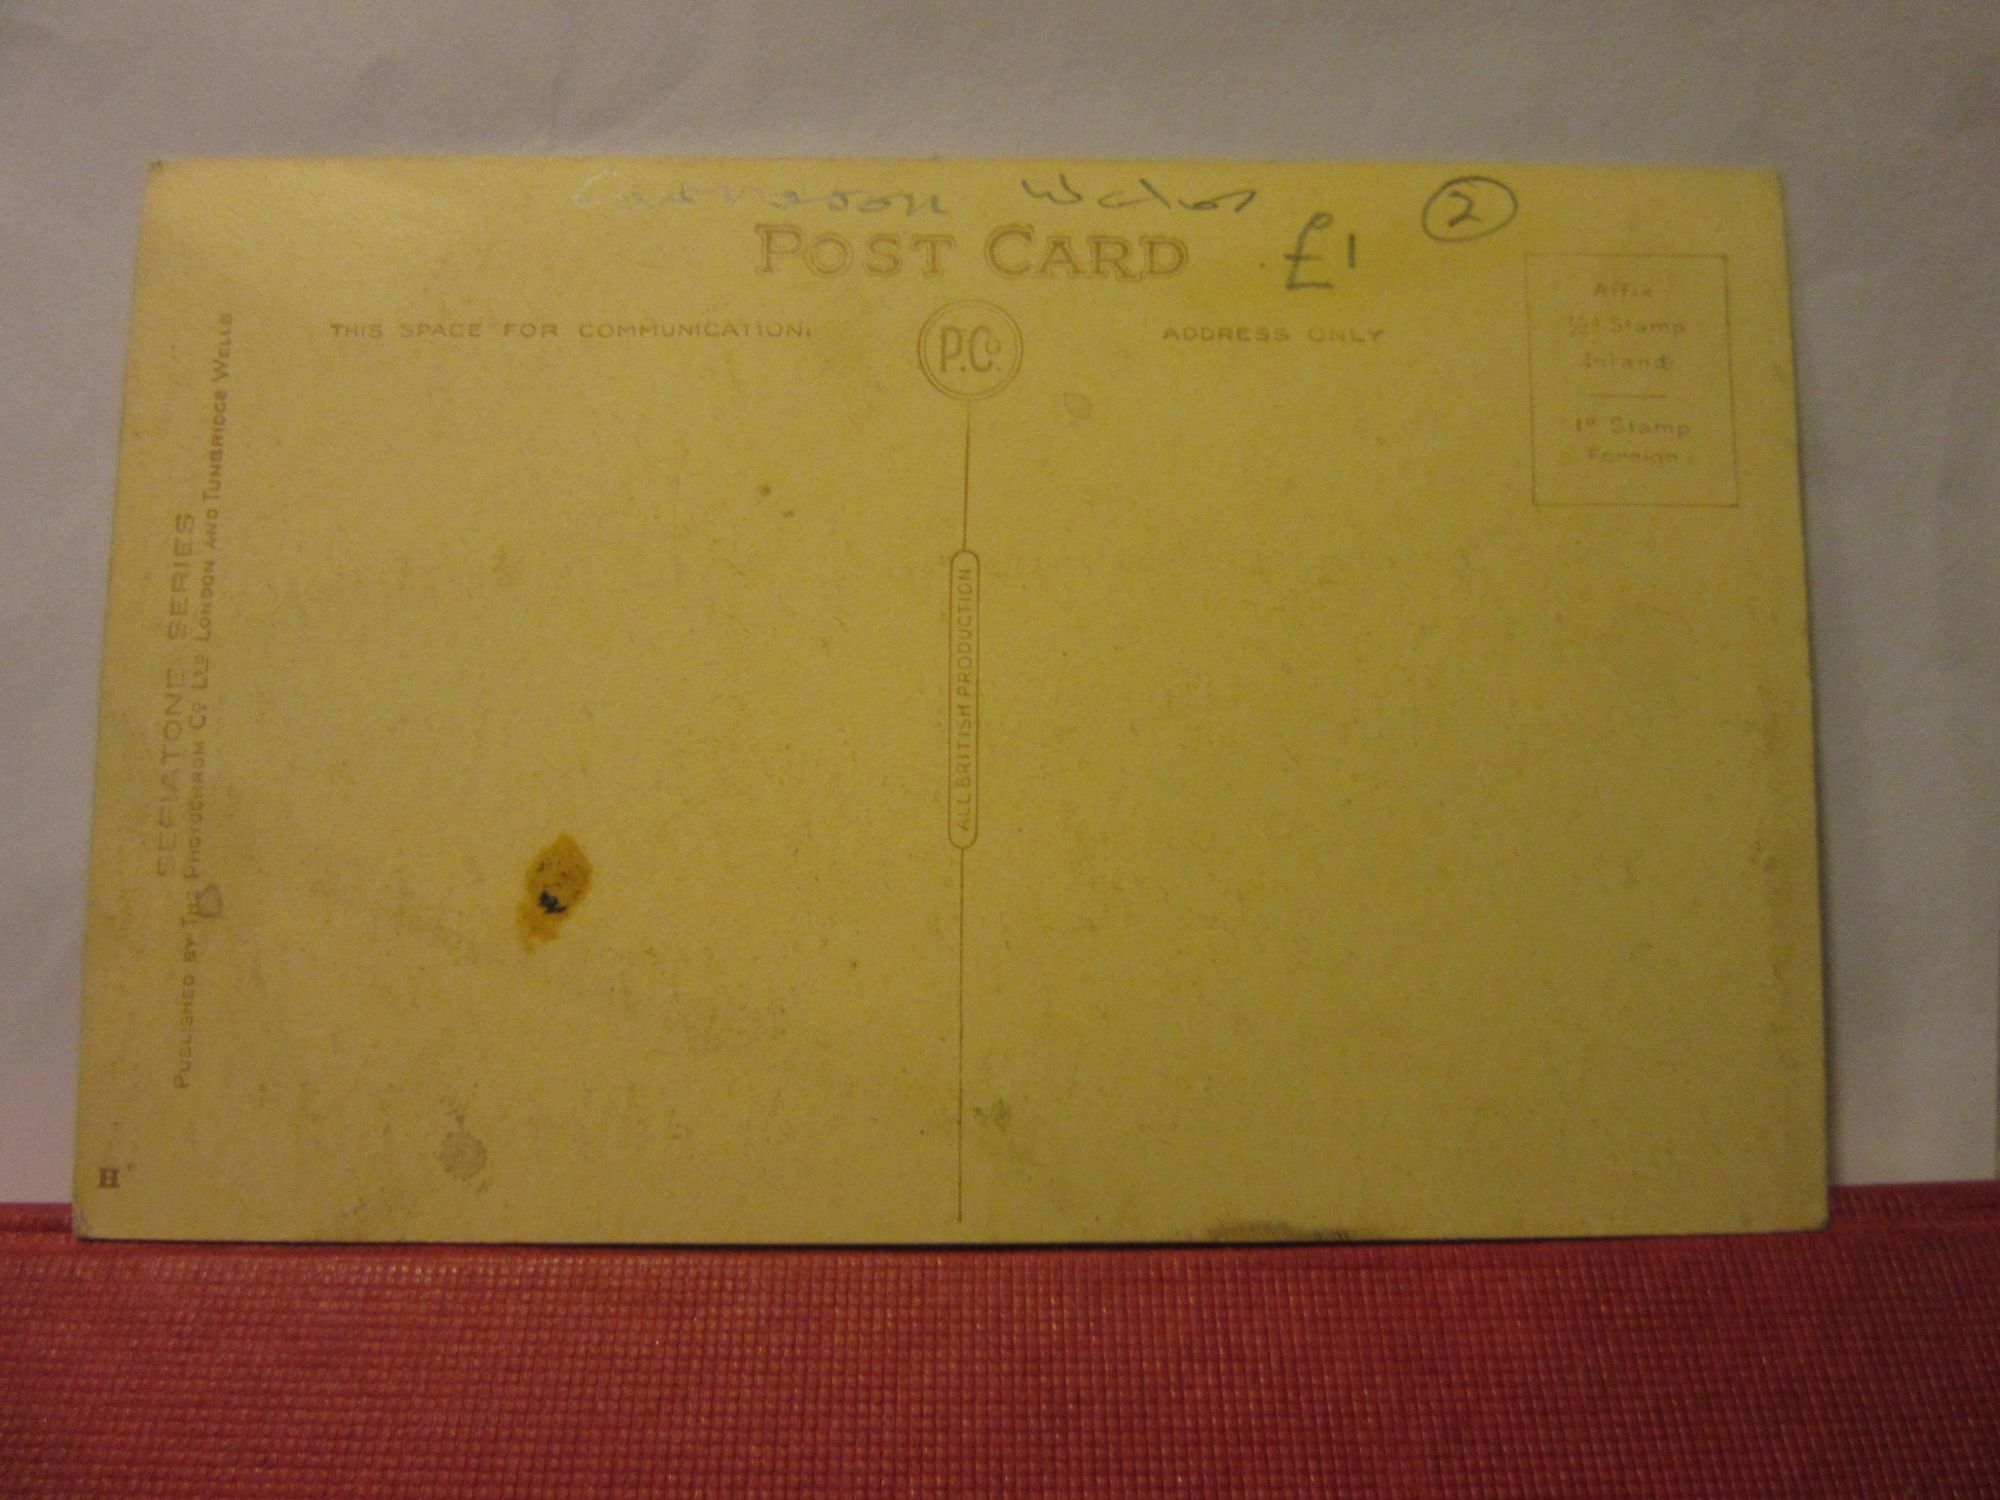 Wales
②
POST CARD
£1
THIS SPACE FOR COMMUNICATION.
P.Co.
ADDRESS ONLY
Affix
½d Stamp
Inland
1D Stamp
Foreign
ALL BRITISH PRODUCTION
SEPIATONE SERIES
PUBLISHED BY THE PHOTOCHROM Co LTD LONDON AND TUNBRIDGE WELLS
H